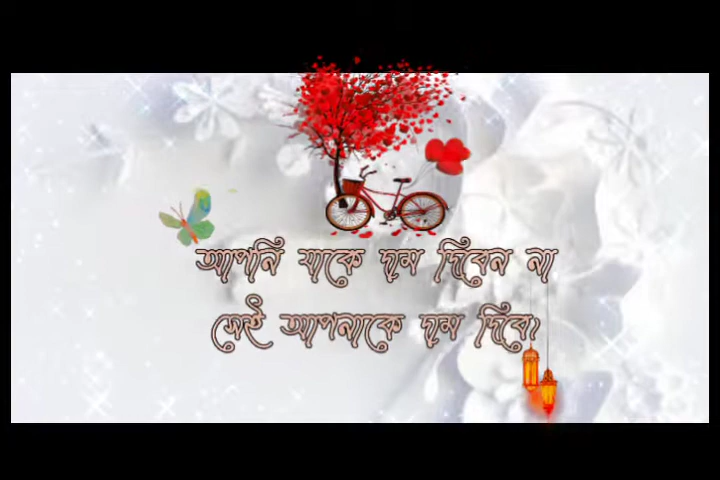 আপনি যাকে দাম দিবেন না
সেই আপনাকে দাম দিবে।